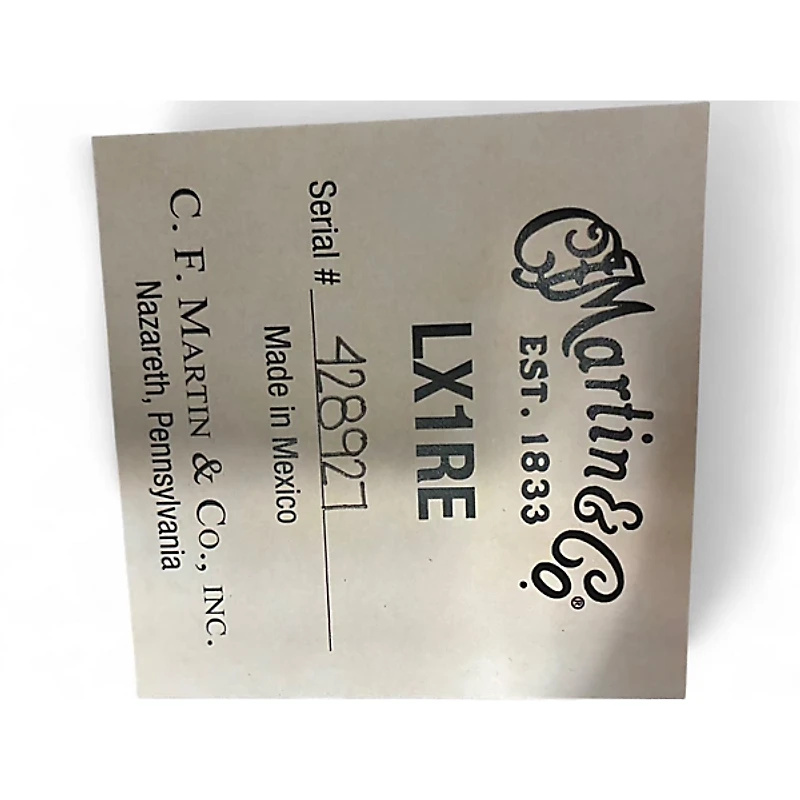 CFMartin & Co.®
EST. 1833
LX1RE
Serial # 428927
Made in Mexico
C. F. MARTIN & CO., INC.
Nazareth, Pennsylvania